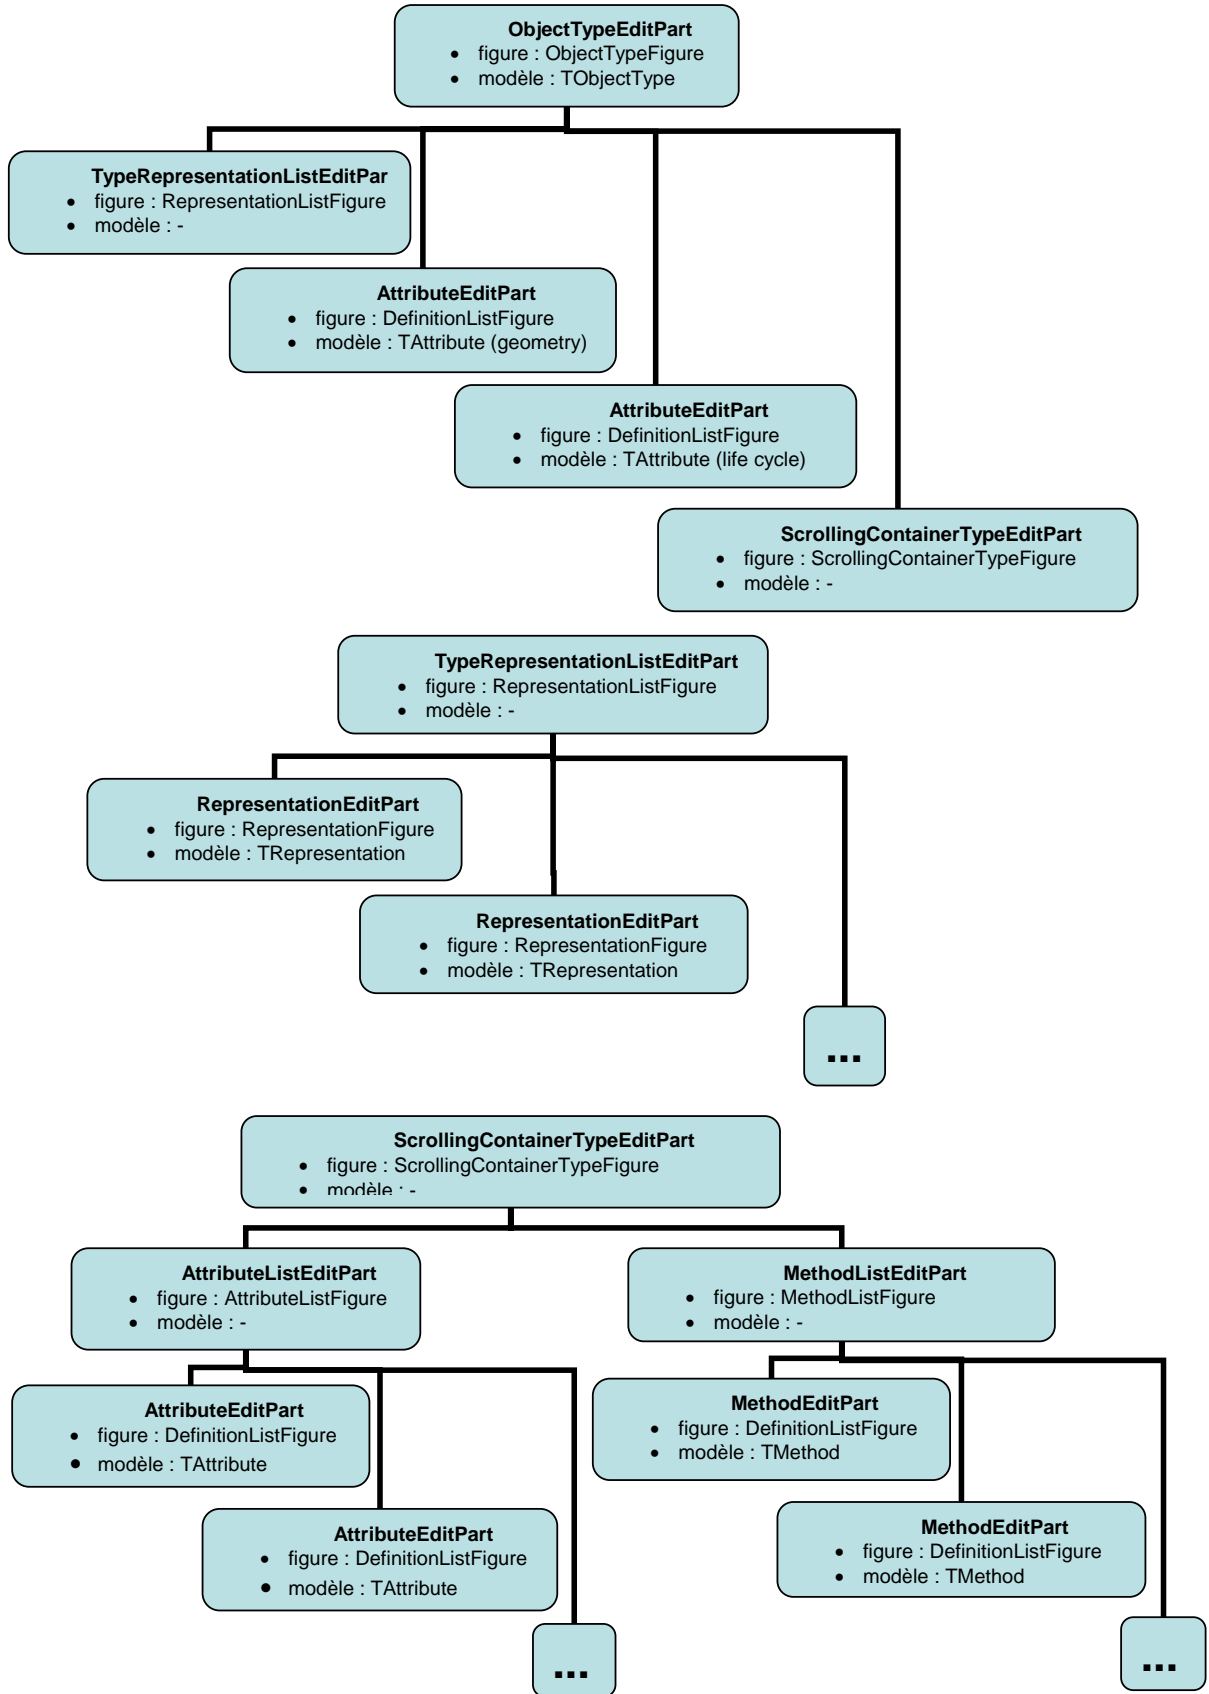 ObjectTypeEditPart
• figure : ObjectTypeFigure
• modèle : TObjectType
TypeRepresentationListEditPar
• figure : RepresentationListFigure
• modèle : -
AttributeEditPart
• figure : DefinitionListFigure
• modèle : TAttribute (geometry)
AttributeEditPart
• figure : DefinitionListFigure
• modèle : TAttribute (life cycle)
ScrollingContainerTypeEditPart
• figure : ScrollingContainerTypeFigure
• modèle : -
TypeRepresentationListEditPart
• figure : RepresentationListFigure
• modèle : -
RepresentationEditPart
• figure : RepresentationFigure
• modèle : TRepresentation
RepresentationEditPart
• figure : RepresentationFigure
• modèle : TRepresentation
...
ScrollingContainerTypeEditPart
• figure : ScrollingContainerTypeFigure
• modèle : -
AttributeListEditPart
• figure : AttributeListFigure
• modèle : -
MethodListEditPart
• figure : MethodListFigure
• modèle : -
AttributeEditPart
• figure : DefinitionListFigure
• modèle : TAttribute
MethodEditPart
• figure : DefinitionListFigure
• modèle : TMethod
AttributeEditPart
• figure : DefinitionListFigure
• modèle : TAttribute
MethodEditPart
• figure : DefinitionListFigure
• modèle : TMethod
...
...